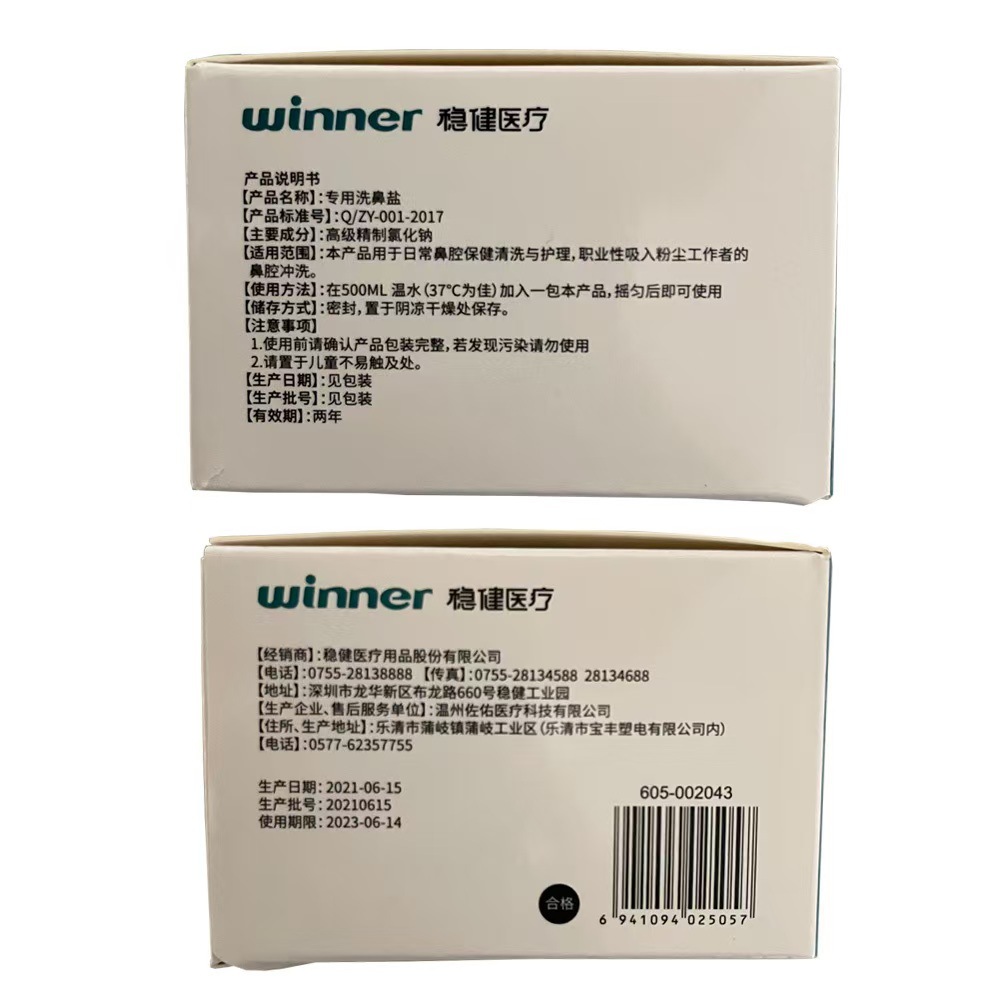 winner 稳健医疗
产品说明书
【产品名称】:专用洗鼻盐
【产品标准号】:Q/ZY-001-2017
【主要成分】:高级精制氯化钠
【适用范围】:本产品用于日常鼻腔保健清洗与护理,职业性吸入粉尘工作者的
鼻腔冲洗。
【使用方法】:在500ML 温水(37℃为佳)加入一包本产品,摇匀后即可使用
【储存方式】:密封,置于阴凉干燥处保存。
【注意事项】
1.使用前请确认产品包装完整,若发现污染请勿使用
2.请置于儿童不易触及处。
【生产日期】:见包装
【生产批号】:见包装
【有效期】:两年
winner 稳健医疗
【经销商】:稳健医疗用品股份有限公司
【电话】:0755-28138888 【传真】:0755-28134588 28134688
【地址】:深圳市龙华新区布龙路660号稳健工业园
【生产企业、售后服务单位】:温州佐佑医疗科技有限公司
【住所、生产地址】:乐清市蒲岐镇蒲岐工业区(乐清市宝丰塑电有限公司内)
【电话】:0577-62357755
生产日期:2021-06-15
生产批号:20210615
使用期限:2023-06-14
605-002043
合格
6 941094 025057